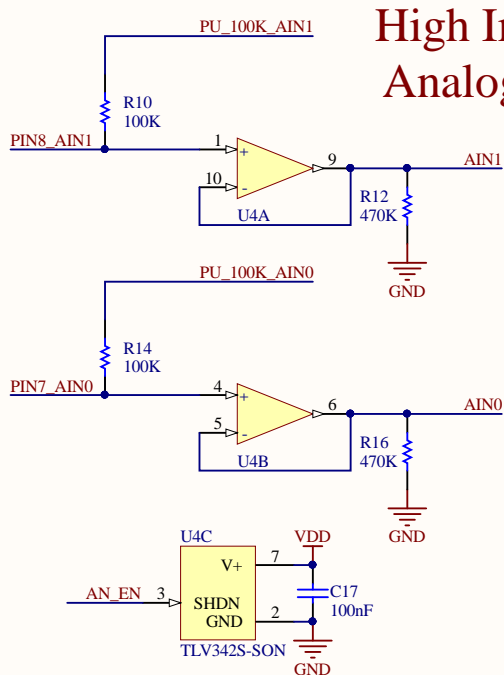 PU_100K_AIN1
High
Analog
R10
100K
PIN8_AIN1
1
+
9
AIN1
10
-
R12
470K
U4A
GND
PU_100K_AIN0
R14
100K
PIN7_AIN0
4
+
6
AIN0
5
-
R16
470K
U4B
GND
U4C
VDD
V+
7
C17
100nF
AN_EN
3
SHDN
GND
2
TLV342S-SON
GND